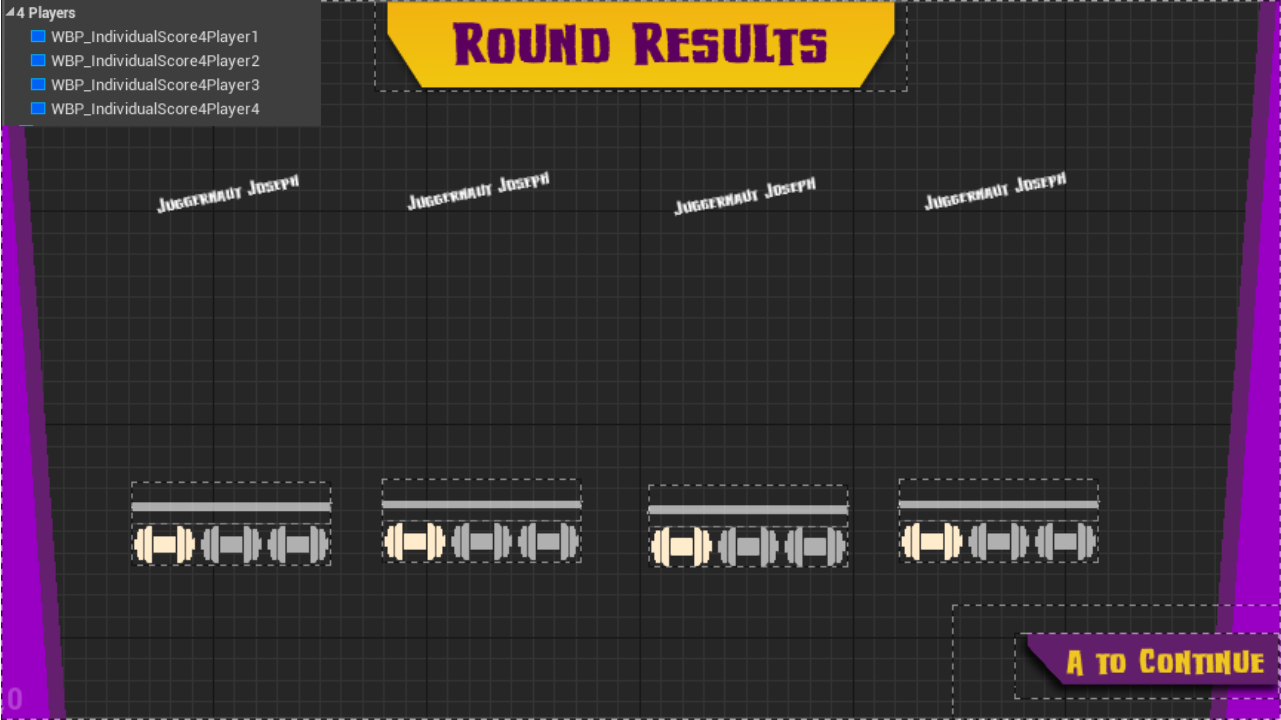 4 Players
WBP_IndividualScore4Player1
WBP_IndividualScore4Player2
WBP_IndividualScore4Player3
WBP_IndividualScore4Player4
Round Results
Juggernaut Joseph
Juggernaut Joseph
Juggernaut Joseph
Juggernaut Joseph
A to Continue
0